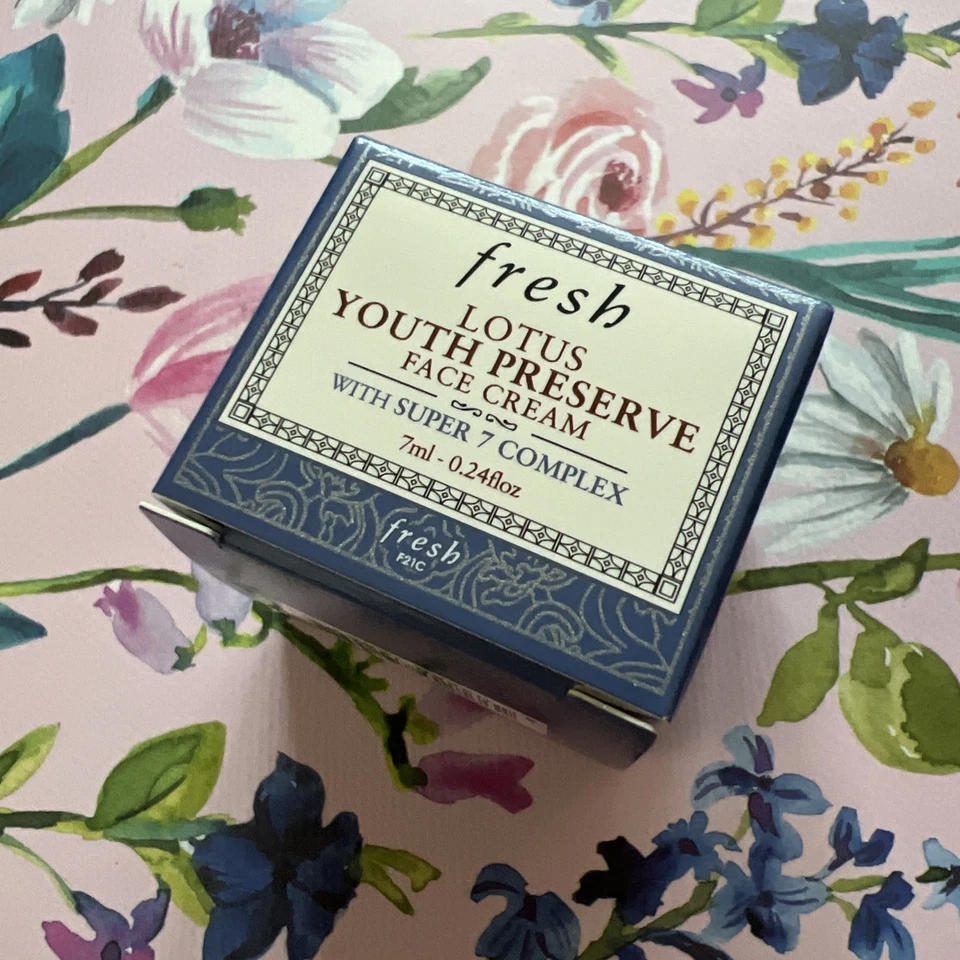 fresh
LOTUS
YOUTH PRESERVE
FACE CREAM
WITH SUPER 7 COMPLEX
7ml - 0.24floz
fresh
F21C